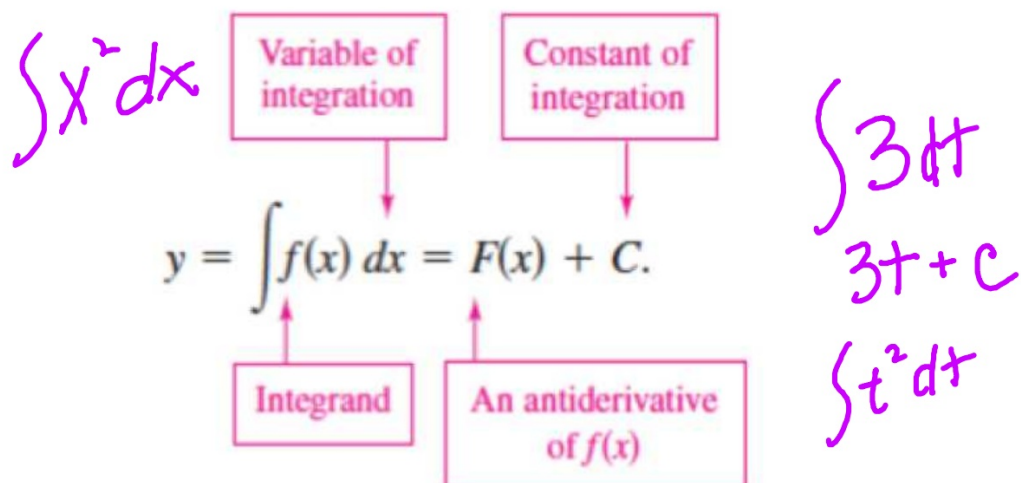 ∫x²dx
Variable of
integration
Constant of
integration
∫3dt
y = ∫f(x) dx = F(x) + C.
3t+C
Integrand
An antiderivative
of f(x)
∫t²dt